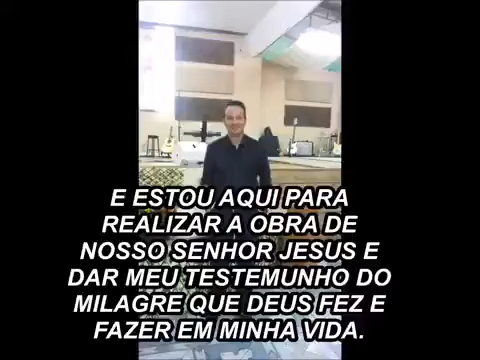 E ESTOU AQUI PARA
REALIZAR A OBRA DE
NOSSO SENHOR JESUS E
DAR MEU TESTEMUNHO DO
MILAGRE QUE DEUS FEZ E
FAZER EM MINHA VIDA.